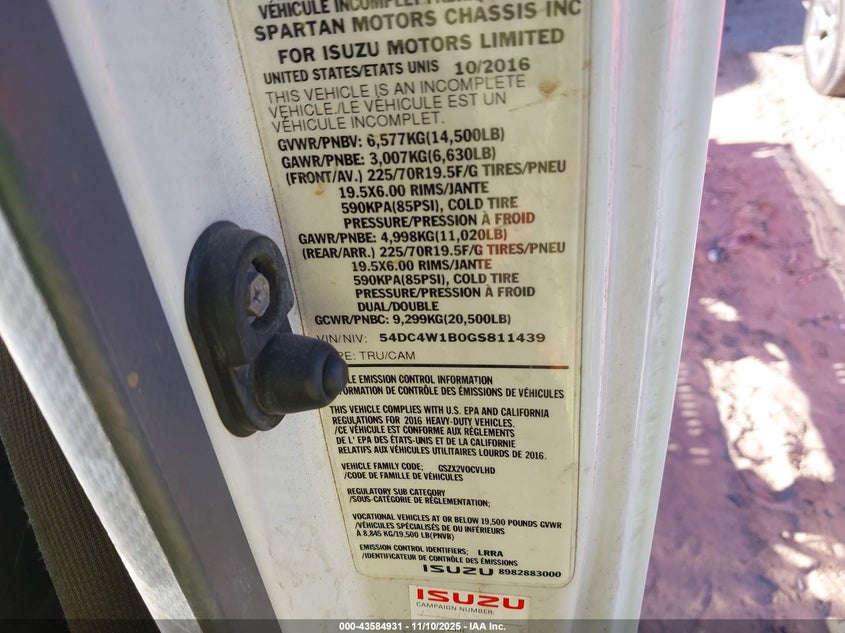 VÉHICULE INCOMPLET
SPARTAN MOTORS CHASSIS INC
FOR ISUZU MOTORS LIMITED
UNITED STATES/ETATS UNIS 10/2016
THIS VEHICLE IS AN INCOMPLETE
VEHICLE./LE VÉHICULE EST UN
VÉHICULE INCOMPLET.
GVWR/PNBV: 6,577KG(14,500LB)
GAWR/PNBE: 3,007KG(6,630LB)
(FRONT/AV.) 225/70R19.5F/G TIRES/PNEU
19.5X6.00 RIMS/JANTE
590KPA(85PSI), COLD TIRE
PRESSURE/PRESSION À FROID
GAWR/PNBE: 4,998KG(11,020LB)
(REAR/ARR.) 225/70R19.5F/G TIRES/PNEU
19.5X6.00 RIMS/JANTE
590KPA(85PSI), COLD TIRE
PRESSURE/PRESSION À FROID
DUAL/DOUBLE
GCWR/PNBC: 9,299KG(20,500LB)
VIN/NIV: 54DC4W1B0GS811439
: TRU/CAM
LE EMISSION CONTROL INFORMATION
FORMATION DE CONTRÔLE DES ÉMISSIONS DE VÉHICULES
THIS VEHICLE COMPLIES WITH U.S. EPA AND CALIFORNIA
REGULATIONS FOR 2016 HEAVY-DUTY VEHICLES.
/CE VÉHICULE EST CONFORME AUX RÈGLEMENTS
DE L' EPA DES ÉTATS-UNIS ET DE LA CALIFORNIE
RELATIFS AUX VÉHICULES UTILITAIRES LOURDS DE 2016.
VEHICLE FAMILY CODE: GSZX2VOCVLHD
/CODE DE FAMILLE DE VÉHICULES
REGULATORY SUB CATEGORY
/SOUS-CATÉGORIE DE RÉGLEMENTATION;
VOCATIONAL VEHICLES AT OR BELOW 19,500 POUNDS GVWR
/VÉHICULES SPÉCIALISÉS DE OU INFÉRIEURS
À 8,845 KG/19,500 LB(PNVB)
EMISSION CONTROL IDENTIFIERS; LRRA
/IDENTIFICATEUR DE CONTRÔLE DES ÉMISSIONS
ISUZU 8982883000
ISUZU
CAMPAIGN NUMBER:
000-43584931 - 11/10/2025 - IAA Inc.